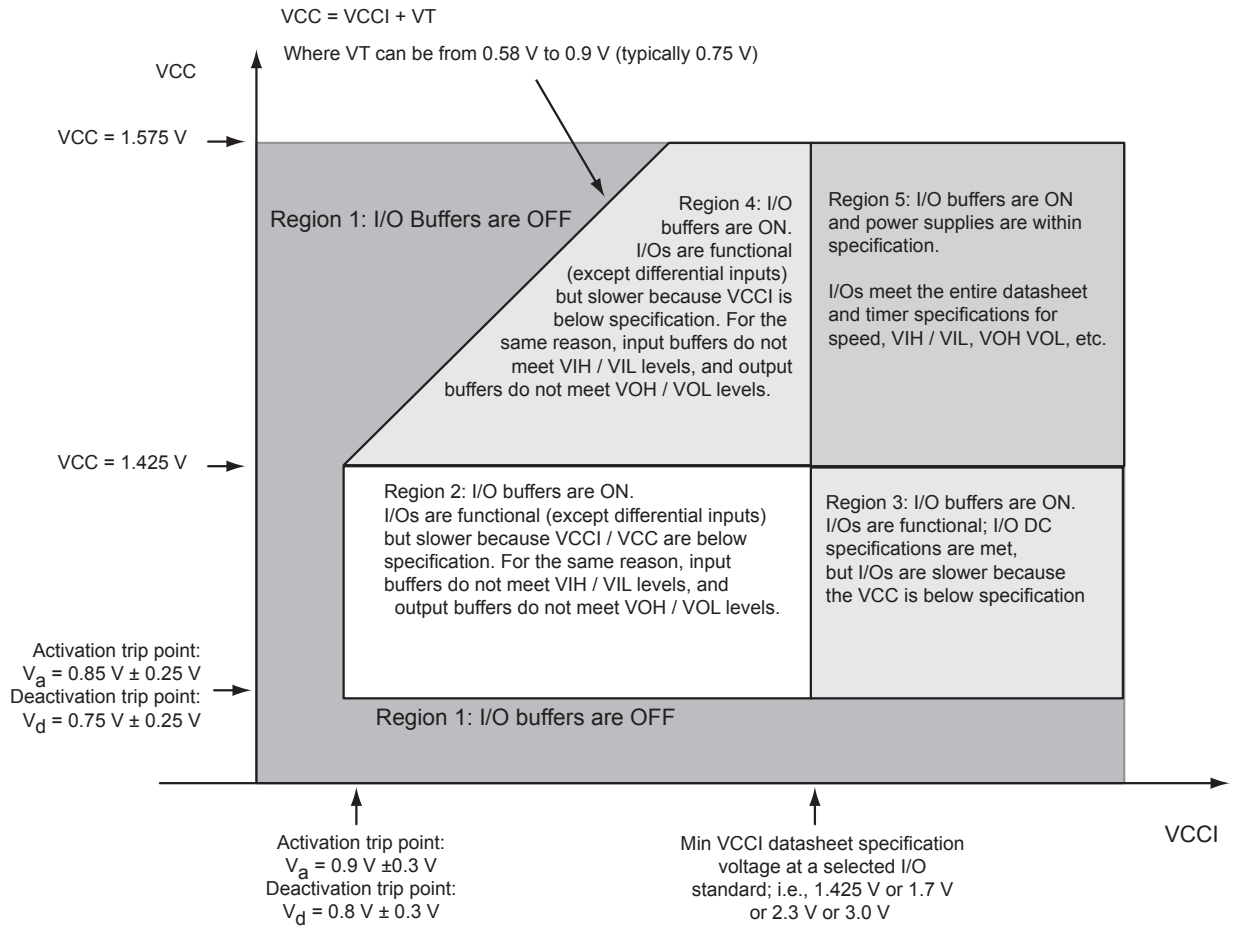 VCC = VCCI + VT
Where VT can be from 0.58 V to 0.9 V (typically 0.75 V)
VCC
VCC = 1.575 V
Region 1: I/O Buffers are OFF
Region 4: I/O
buffers are ON.
I/Os are functional
(except differential inputs)
but slower because VCCI is
below specification. For the
same reason, input buffers do not
meet VIH / VIL levels, and output
buffers do not meet VOH / VOL levels.
Region 5: I/O buffers are ON
and power supplies are within
specification.
I/Os meet the entire datasheet
and timer specifications for
speed, VIH / VIL, VOH VOL, etc.
VCC = 1.425 V
Region 2: I/O buffers are ON.
I/Os are functional (except differential inputs)
but slower because VCCI / VCC are below
specification. For the same reason, input
buffers do not meet VIH / VIL levels, and
output buffers do not meet VOH / VOL levels.
Region 3: I/O buffers are ON.
I/Os are functional; I/O DC
specifications are met,
but I/Os are slower because
the VCC is below specification
Activation trip point:
Va = 0.85 V ± 0.25 V
Deactivation trip point:
Vd = 0.75 V ± 0.25 V
Region 1: I/O buffers are OFF
VCCI
Activation trip point:
Va = 0.9 V ±0.3 V
Deactivation trip point:
Vd = 0.8 V ± 0.3 V
Min VCCI datasheet specification
voltage at a selected I/O
standard; i.e., 1.425 V or 1.7 V
or 2.3 V or 3.0 V